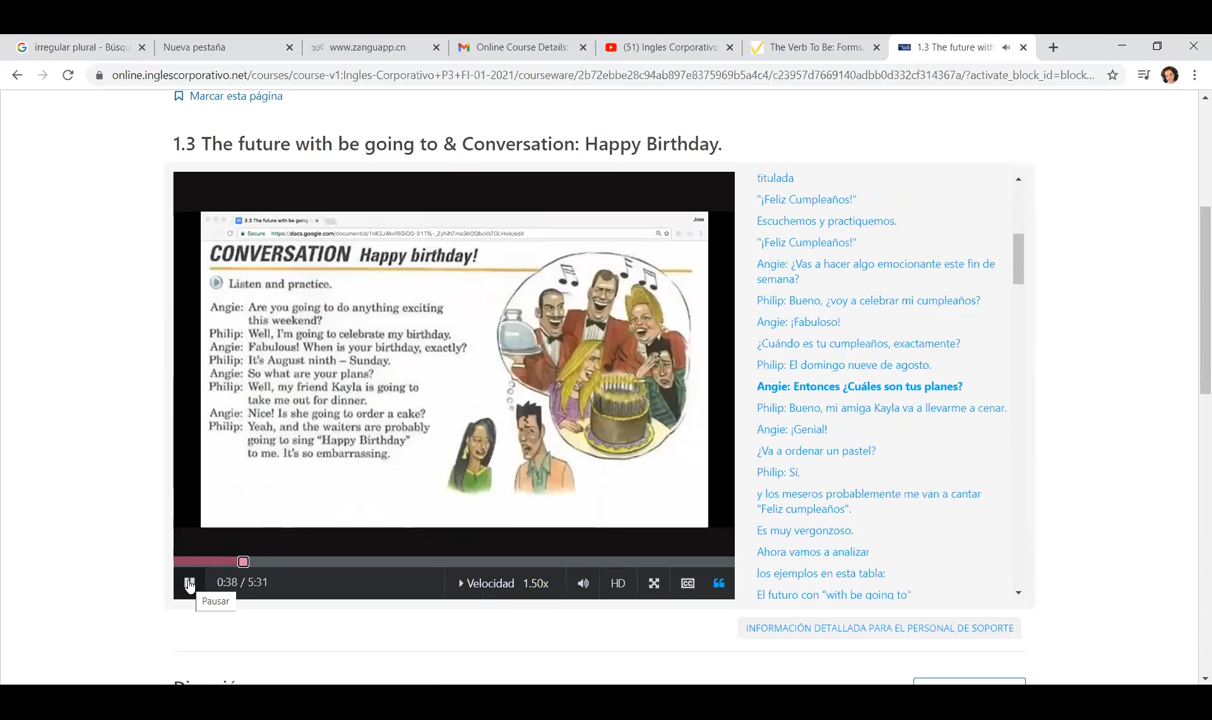 irregular plural - Búsqu
Nueva pestaña
www.zanguapp.cn
Online Course Details:
(51) Ingles Corporativo
The Verb To Be: Forms,
1.3 The future with
online.inglescorporativo.net/courses/course-v1:Ingles-Corporativo+P3+FI-01-2021/courseware/2b72ebbe28c94ab897e8375969b5a4c4/c23957d7669140adbb0d332cf314367a/?activate_block_id=block...
Marcar esta página
1.3 The future with be going to & Conversation: Happy Birthday.
3.3 The future with be going
Jose
Secure
CONVERSATION Happy birthday!
Listen and practice.
Angie: Are you going to do anything exciting
this weekend?
Philip: Well, I'm going to celebrate my birthday.
Angie: Fabulous! When is your birthday, exactly?
Philip: It's August ninth – Sunday.
Angie: So what are your plans?
Philip: Well, my friend Kayla is going to
take me out for dinner.
Angie: Nice! Is she going to order a cake?
Philip: Yeah, and the waiters are probably
going to sing "Happy Birthday"
to me. It's so embarrassing.
0:38 / 5:31
Velocidad 1.50x
HD
Pausar
titulada
"¡Feliz Cumpleaños!"
Escuchemos y practiquemos.
"¡Feliz Cumpleaños!"
Angie: ¿Vas a hacer algo emocionante este fin de
semana?
Philip: Bueno, ¿voy a celebrar mi cumpleaños?
Angie: ¡Fabuloso!
¿Cuándo es tu cumpleaños, exactamente?
Philip: El domingo nueve de agosto.
Angie: Entonces ¿Cuáles son tus planes?
Philip: Bueno, mi amiga Kayla va a llevarme a cenar.
Angie: ¡Genial!
¿Va a ordenar un pastel?
Philip: Sí,
y los meseros probablemente me van a cantar
"Feliz cumpleaños".
Es muy vergonzoso.
Ahora vamos a analizar
los ejemplos en esta tabla:
El futuro con "with be going to"
INFORMACIÓN DETALLADA PARA EL PERSONAL DE SOPORTE